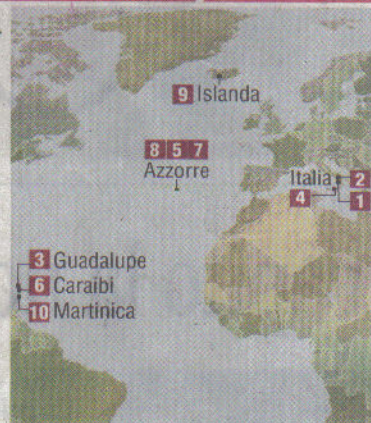 9 Islanda
8 5 7
Azzorre
Italia 2
4 1
3 Guadalupe
6 Caraibi
10 Martinica